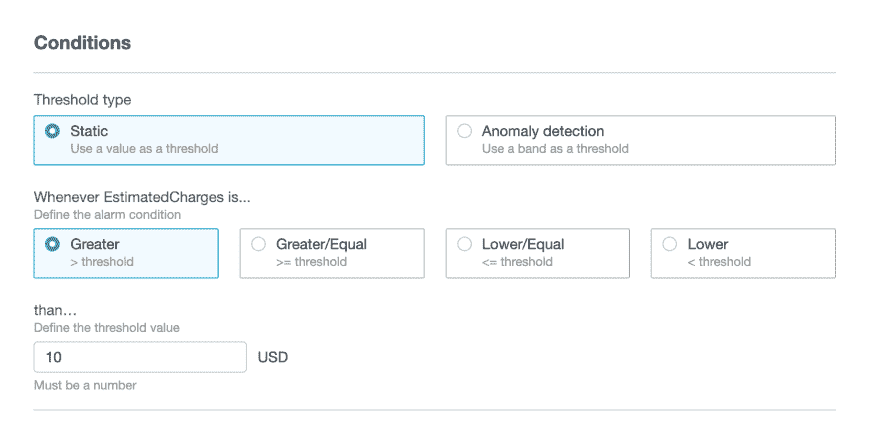 Conditions
Threshold type
Static
Use a value as a threshold
Anomaly detection
Use a band as a threshold
Whenever EstimatedCharges is...
Define the alarm condition
Greater
> threshold
Greater/Equal
>= threshold
Lower/Equal
<= threshold
Lower
< threshold
than...
Define the threshold value
10 USD
Must be a number